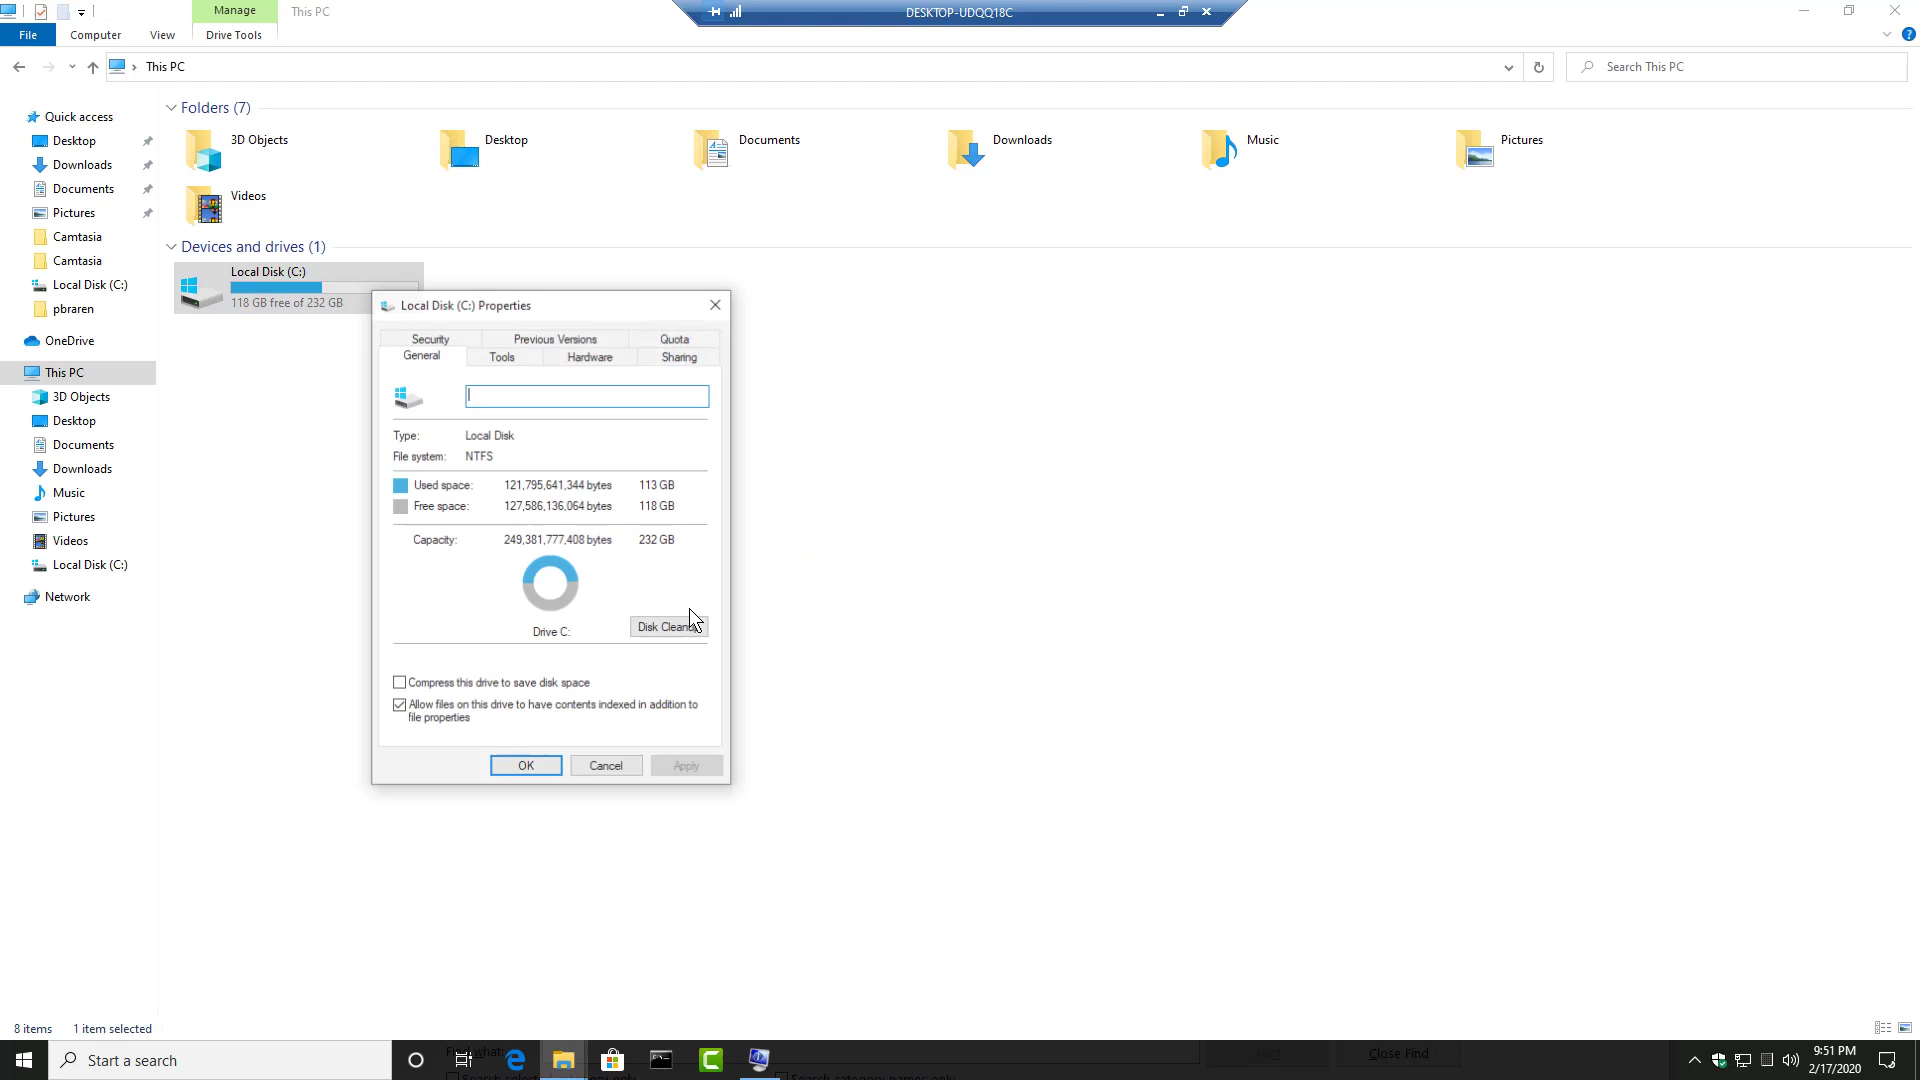 Manage
This PC
DESKTOP-UDQQ18C
File
Computer
View
Drive Tools
This PC
Search This PC
Quick access
Desktop
Downloads
Documents
Pictures
Camtasia
Camtasia
Local Disk (C:)
pbraren
OneDrive
This PC
3D Objects
Desktop
Documents
Downloads
Music
Pictures
Videos
Local Disk (C:)
Network
Folders (7)
3D Objects
Desktop
Documents
Downloads
Music
Pictures
Videos
Devices and drives (1)
Local Disk (C:)
118 GB free of 232 GB
Local Disk (C:) Properties
Security
Previous Versions
Quota
General
Tools
Hardware
Sharing
Type: Local Disk
File system: NTFS
Used space: 121,795,641,344 bytes 113 GB
Free space: 127,586,136,064 bytes 118 GB
Capacity: 249,381,777,408 bytes 232 GB
Drive C:
Disk
Compress this drive to save disk space
Allow files on this drive to have contents indexed in addition to
file properties
OK
Cancel
Apply
8 items
1 item selected
Start a search
Close Find
9:51 PM
2/17/2020